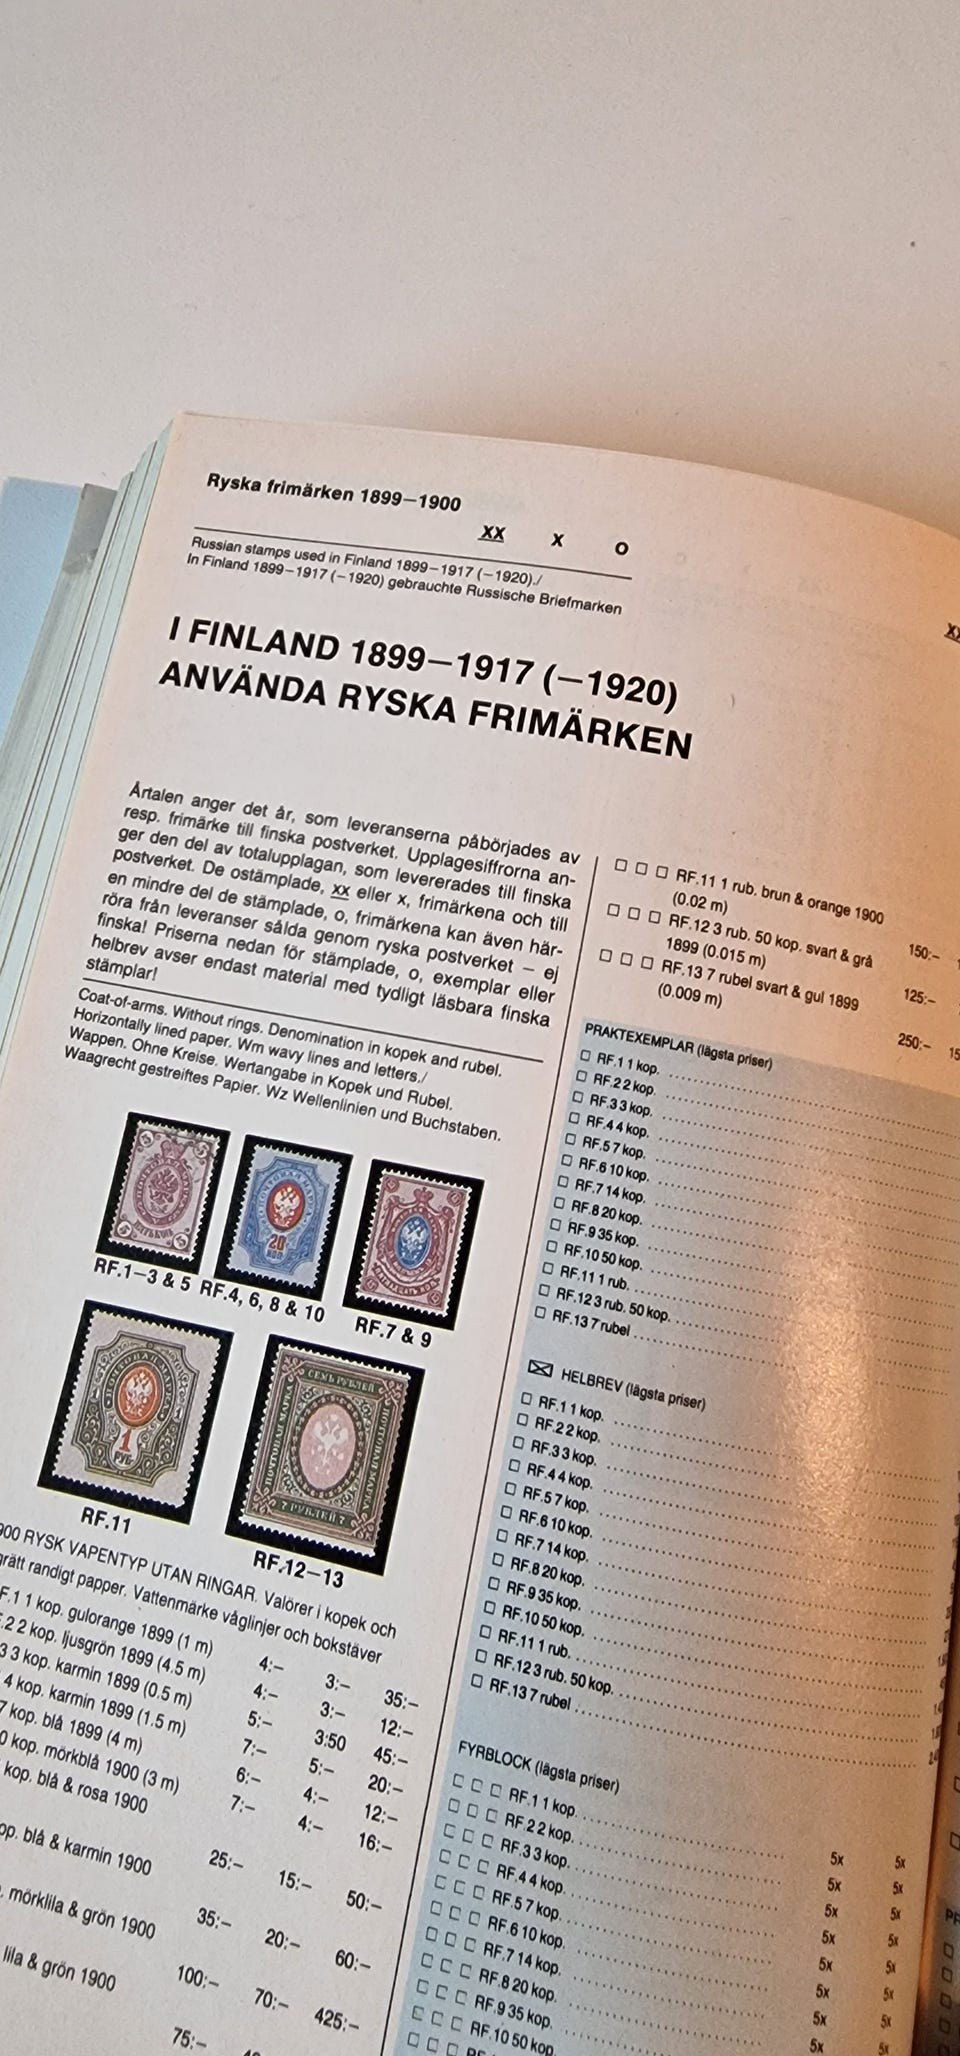 Ryska frimärken 1899–1900
XX X O
Russian stamps used in Finland 1899–1917 (–1920)./
In Finland 1899–1917 (–1920) gebrauchte Russische Briefmarken
I FINLAND 1899–1917 (–1920)
ANVÄNDA RYSKA FRIMÄRKEN
Årtalen anger det år, som leveranserna påbörjades av
resp. frimärke till finska postverket. Upplagesiffrorna an-
ger den del av totalupplagan, som levererades till finska
postverket. De ostämplade, xx eller x, frimärkena och till
en mindre del de stämplade, o, frimärkena kan även här-
röra från leveranser sålda genom ryska postverket – ej
finska! Priserna nedan för stämplade, o, exemplar eller
helbrev avser endast material med tydligt läsbara finska
stämplar!
Coat-of-arms. Without rings. Denomination in kopek and rubel.
Horizontally lined paper. Wm wavy lines and letters./
Wappen. Ohne Kreise. Wertangabe in Kopek und Rubel.
Waagrecht gestreiftes Papier. Wz Wellenlinien und Buchstaben.
20
КОП
RF.1–3 & 5 RF.4, 6, 8 & 10 RF.7 & 9
1
РУБ
СЕМЬ РУБЛЕЙ
7 РУБЛЕЙ 7
RF.11 RF.12–13
900 RYSK VAPENTYP UTAN RINGAR. Valörer i kopek och
grätt randigt papper. Vattenmärke våglinjer och bokstäver
F.1 1 kop. gulorange 1899 (1 m) 4:– 3:– 35:–
.2 2 kop. ljusgrön 1899 (4.5 m) 4:– 3:– 12:–
3 3 kop. karmin 1899 (0.5 m) 5:– 3:50 45:–
4 kop. karmin 1899 (1.5 m) 7:– 5:– 20:–
7 kop. blå 1899 (4 m) 6:– 4:– 12:–
0 kop. mörkblå 1900 (3 m) 7:– 4:– 16:–
kop. blå & rosa 1900
25:– 15:– 50:–
op. blå & karmin 1900
35:– 20:– 60:–
. mörklila & grön 1900
100:– 70:– 425:–
lila & grön 1900
75:–
RF.11 1 rub. brun & orange 1900
(0.02 m) 150:–
RF.12 3 rub. 50 kop. svart & grå
1899 (0.015 m) 125:–
RF.13 7 rubel svart & gul 1899
(0.009 m) 250:– 15
PRAKTEXEMPLAR (lägsta priser)
RF.1 1 kop.
RF.2 2 kop.
RF.3 3 kop.
RF.4 4 kop.
RF.5 7 kop.
RF.6 10 kop.
RF.7 14 kop.
RF.8 20 kop.
RF.9 35 kop.
RF.10 50 kop.
RF.11 1 rub.
RF.12 3 rub. 50 kop.
RF.13 7 rubel
HELBREV (lägsta priser)
RF.1 1 kop.
RF.2 2 kop.
RF.3 3 kop.
RF.4 4 kop.
RF.5 7 kop.
RF.6 10 kop.
RF.7 14 kop.
RF.8 20 kop.
RF.9 35 kop.
RF.10 50 kop.
RF.11 1 rub.
RF.12 3 rub. 50 kop.
RF.13 7 rubel
FYRBLOCK (lägsta priser)
RF.1 1 kop. 5x 5x
RF.2 2 kop. 5x 5x
RF.3 3 kop. 5x 5x
RF.4 4 kop. 5x 5x
RF.5 7 kop. 5x 5x
RF.6 10 kop. 5x 5x
RF.7 14 kop. 5x 5x
RF.8 20 kop. 5x 5x
RF.9 35 kop.
RF.10 50 kop.